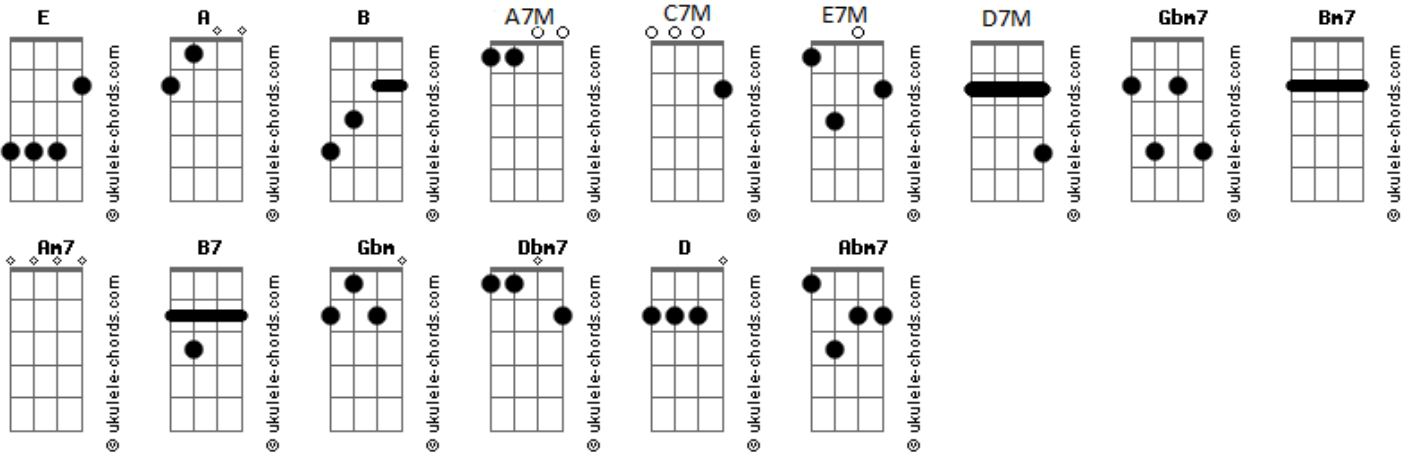 E A B A7M C7M E7M D7M Gbm7 Bm7
© ukulele-chords.com © ukulele-chords.com © ukulele-chords.com © ukulele-chords.com © ukulele-chords.com © ukulele-chords.com © ukulele-chords.com © ukulele-chords.com © ukulele-chords.com
Am7 B7 Gbm Dbm7 D Abm7
© ukulele-chords.com © ukulele-chords.com © ukulele-chords.com © ukulele-chords.com © ukulele-chords.com © ukulele-chords.com